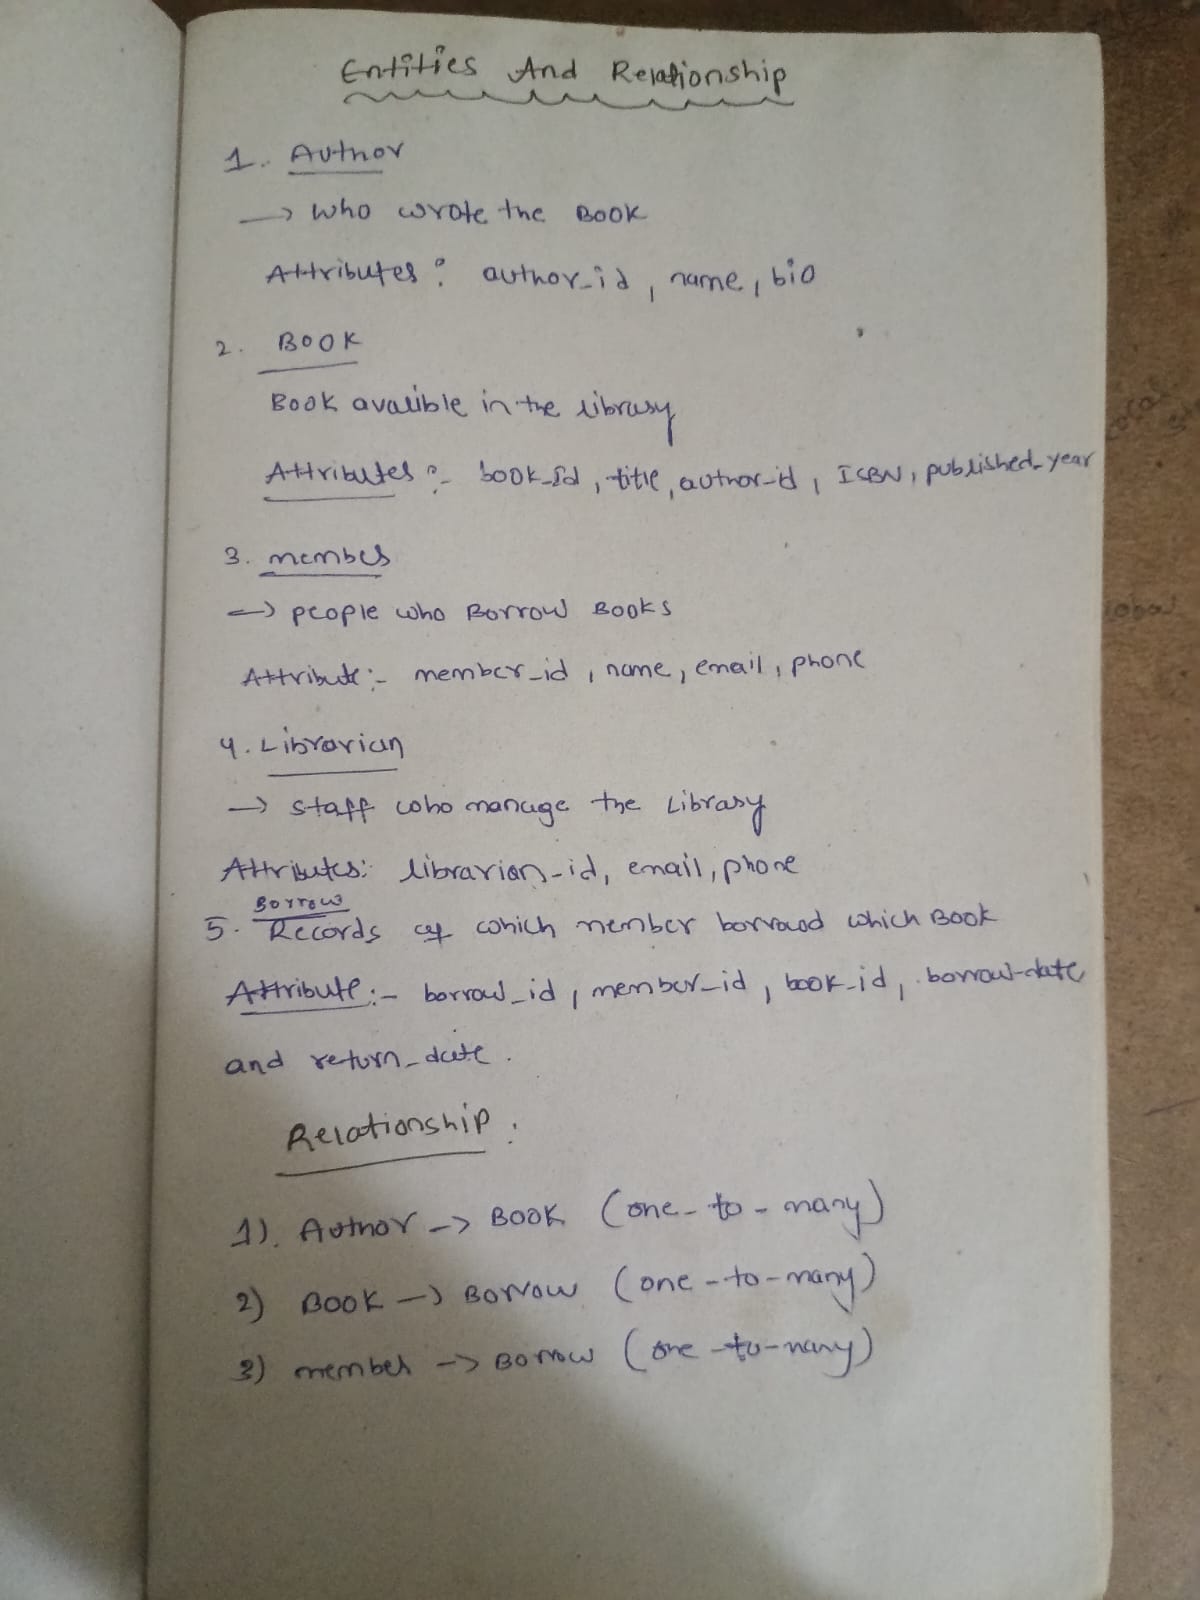 Entities And Relationship
1. Author
→ who wrote the Book
Attributes : author_id , name, bio
2. Book
Book avalible in the library
Attributes :- book_id , title, author_id , ISBN, published_year
3. member
→ people who Borrow Books
Attribute :- member_id , name, email, phone
4. Librarian
→ staff who manage the Library
Attributes: librarian_id, email, phone
Borrow
5. Records of which member borrowed which Book
Attribute :- borrow_id , member_id , book_id, borrow-date
and return_date .
Relationship .
1). Author → Book (one-to-many)
2) Book → Borrow (one-to-many)
3) member → Borrow (one-to-many)